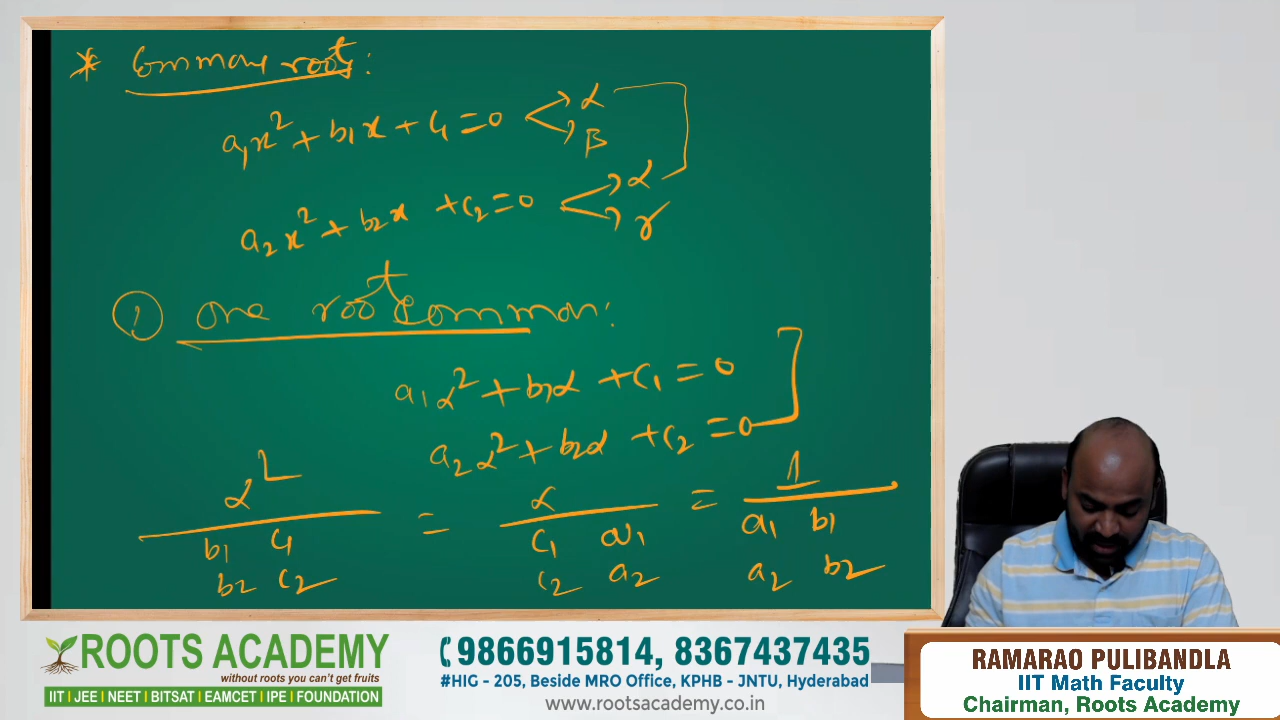 * Common root:
a₁x² + b₁x + c₁ = 0 < α
β
a₂x² + b₂x + c₂ = 0 < α
γ
① one root common:
a₁α² + b₁α + c₁ = 0
a₂α² + b₂α + c₂ = 0
α² = α = 1
b₁ c₁ c₁ a₁ a₁ b₁
b₂ c₂ c₂ a₂ a₂ b₂
ROOTS ACADEMY
without roots you can't get fruits
IIT | JEE | NEET | BITSAT | EAMCET | IPE | FOUNDATION
9866915814, 8367437435
#HIG - 205, Beside MRO Office, KPHB - JNTU, Hyderabad
www.rootsacademy.co.in
RAMARAO PULIBANDLA
IIT Math Faculty
Chairman, Roots Academy